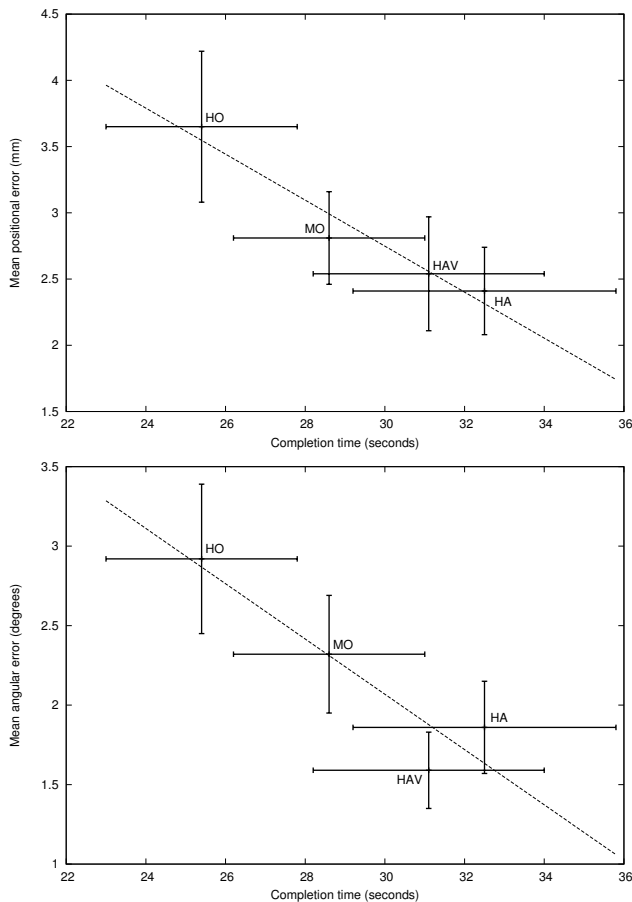 4.5
4
3.5
3
2.5
2
1.5
Mean positional error (mm)
HO
MO
HAV
HA
22 24 26 28 30 32 34 36
Completion time (seconds)
3.5
3
2.5
2
1.5
1
Mean angular error (degrees)
HO
MO
HA
HAV
22 24 26 28 30 32 34 36
Completion time (seconds)